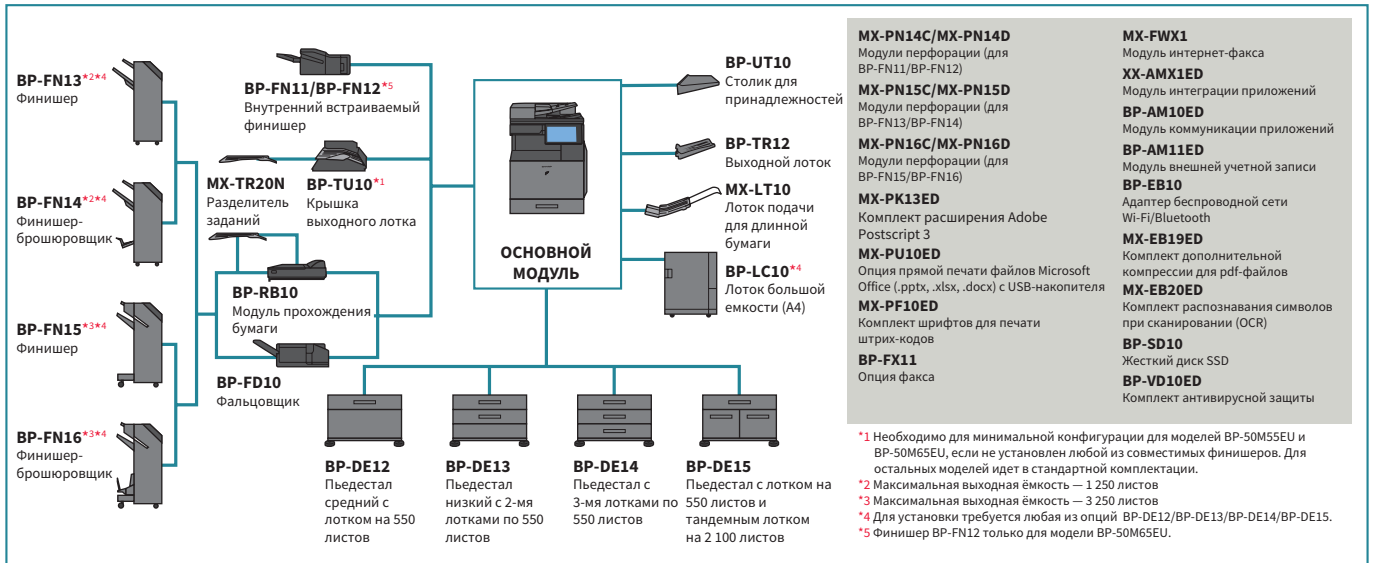 BP-FN13*2*4
Финишер
BP-FN14*2*4
Финишер-
брошюровщик
BP-FN15*3*4
Финишер
BP-FN16*3*4
Финишер-
брошюровщик
BP-FN11/BP-FN12*5
Внутренний встраиваемый
финишер
MX-TR20N
Разделитель
заданий
BP-TU10*1
Крышка
выходного лотка
BP-RB10
Модуль прохождения
бумаги
BP-FD10
Фальцовщик
ОСНОВНОЙ
МОДУЛЬ
BP-UT10
Столик для
принадлежностей
BP-TR12
Выходной лоток
MX-LT10
Лоток подачи
для длинной
бумаги
BP-LC10*4
Лоток большой
емкости (А4)
BP-DE12
Пьедестал
средний с
лотком на 550
листов
BP-DE13
Пьедестал
низкий с 2-мя
лотками по 550
листов
BP-DE14
Пьедестал с
3-мя лотками по
550 листов
BP-DE15
Пьедестал с лотком на
550 листов и
тандемным лотком
на 2 100 листов
MX-PN14C/MX-PN14D
Модули перфорации (для
BP-FN11/BP-FN12)
MX-PN15C/MX-PN15D
Модули перфорации (для
BP-FN13/BP-FN14)
MX-PN16C/MX-PN16D
Модули перфорации (для
BP-FN15/BP-FN16)
MX-PK13ED
Комплект расширения Adobe
Postscript 3
MX-PU10ED
Опция прямой печати файлов Microsoft
Office (.pptx, .xlsx, .docx) с USB-накопителя
MX-PF10ED
Комплект шрифтов для печати
штрих-кодов
BP-FX11
Опция факса
MX-FWX1
Модуль интернет-факса
XX-AMX1ED
Модуль интеграции приложений
BP-AM10ED
Модуль коммуникации приложений
BP-AM11ED
Модуль внешней учетной записи
BP-EB10
Адаптер беспроводной сети
Wi-Fi/Bluetooth
MX-EB19ED
Комплект дополнительной
компрессии для pdf-файлов
MX-EB20ED
Комплект распознавания символов
при сканировании (OCR)
BP-SD10
Жесткий диск SSD
BP-VD10ED
Комплект антивирусной защиты
*1 Необходимо для минимальной конфигурации для моделей BP-50M55EU и
BP-50M65EU, если не установлен любой из совместимых финишеров. Для
остальных моделей идет в стандартной комплектации.
*2 Максимальная выходная ёмкость — 1 250 листов
*3 Максимальная выходная ёмкость — 3 250 листов
*4 Для установки требуется любая из опций BP-DE12/BP-DE13/BP-DE14/BP-DE15.
*5 Финишер BP-FN12 только для модели BP-50M65EU.